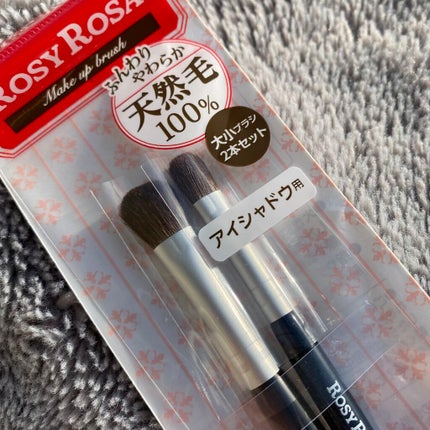 ROSY ROSA
Make up brush
ふんわり
やわらか
天然毛
100%
大小ブラシ
2本セット
アイシャドウ用
ROSY ROSA